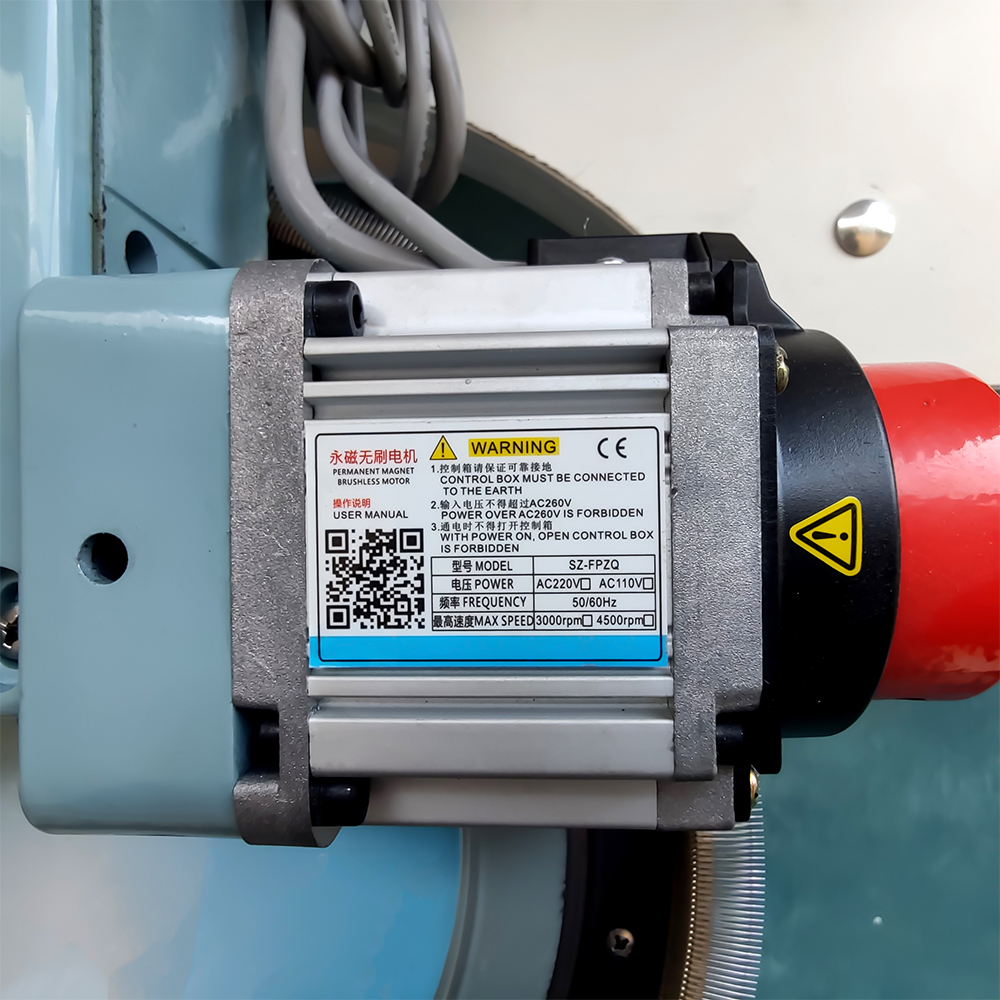 永磁无刷电机
PERMANENT MAGNET
BRUSHLESS MOTOR
操作说明
USER MANUAL
WARNING CE
1.控制箱请保证可靠接地
CONTROL BOX MUST BE CONNECTED
TO THE EARTH
2.输入电压不得超过AC260V
POWER OVER AC260V IS FORBIDDEN
3.通电时不得打开控制箱
WITH POWER ON, OPEN CONTROL BOX
IS FORBIDDEN
型号 MODEL SZ-FPZQ
电压 POWER AC220V□ AC110V□
频率 FREQUENCY 50/60Hz
最高速度MAX SPEED 3000rpm□ 4500rpm□